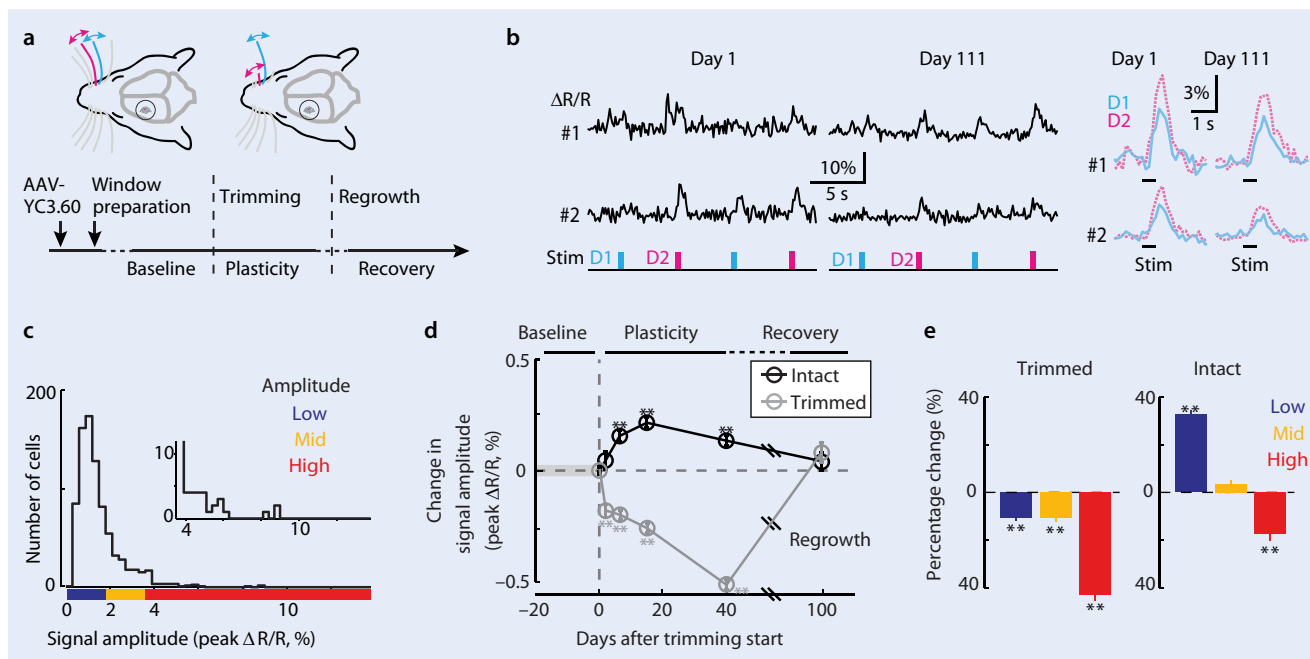 a
AAV-
YC3.60
Window
preparation
Trimming
Regrowth
Baseline
Plasticity
Recovery
b
Day 1
Day 111
ΔR/R
#1
10%
5 s
#2
Stim
D1
D2
D1
D2
Day 1
Day 111
D1
D2
3%
1 s
#1
#2
Stim
Stim
c
200
Number of cells
100
0
Amplitude
Low
Mid
High
10
0
4
10
0
2
4
10
Signal amplitude (peak ΔR/R, %)
d
Baseline
Plasticity
Recovery
0.5
0
−0.5
Change in
signal amplitude
(peak ΔR/R, %)
Intact
Trimmed
**
**
**
**
**
**
**
Regrowth
−20
0
20
40
100
Days after trimming start
e
Trimmed
Intact
Percentage change (%)
40
0
40
**
**
**
40
0
40
**
**
Low
Mid
High